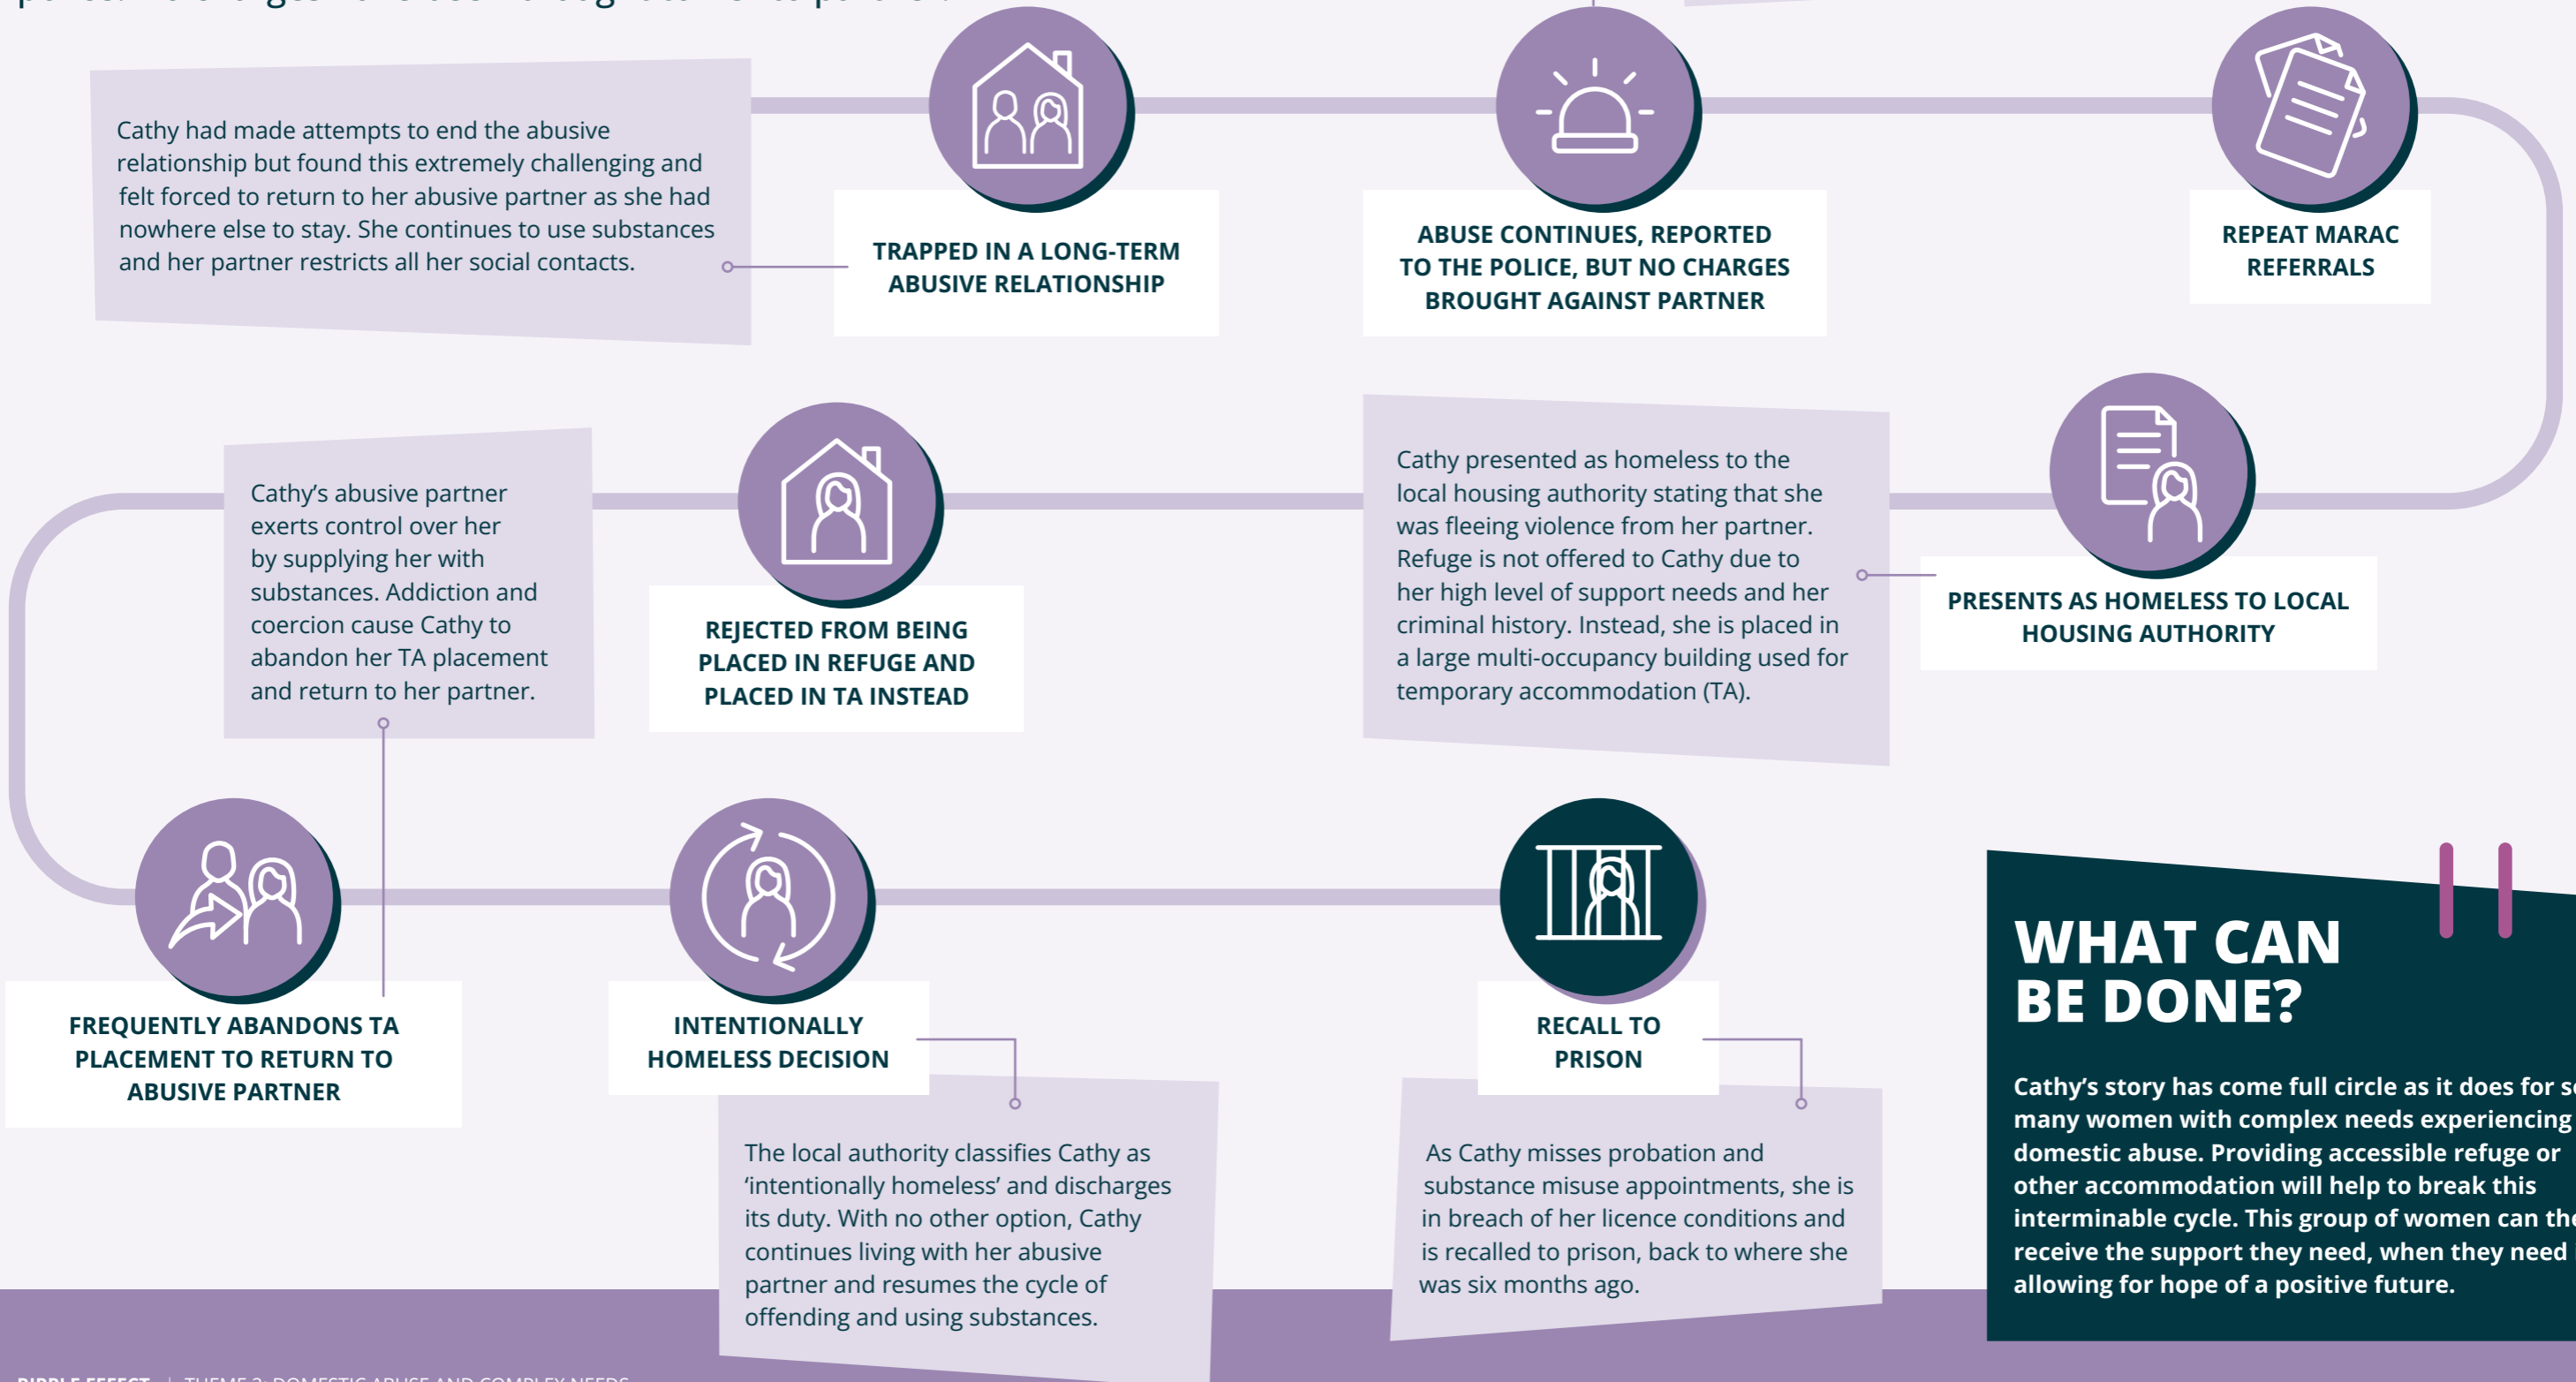 Cathy had made attempts to end the abusive
relationship but found this extremely challenging and
felt forced to return to her abusive partner as she had
nowhere else to stay. She continues to use substances
and her partner restricts all her social contacts.
TRAPPED IN A LONG-TERM
ABUSIVE RELATIONSHIP
ABUSE CONTINUES, REPORTED
TO THE POLICE, BUT NO CHARGES
BROUGHT AGAINST PARTNER
REPEAT MARAC
REFERRALS
PRESENTS AS HOMELESS TO LOCAL
HOUSING AUTHORITY
Cathy presented as homeless to the
local housing authority stating that she
was fleeing violence from her partner.
Refuge is not offered to Cathy due to
her high level of support needs and her
criminal history. Instead, she is placed in
a large multi-occupancy building used for
temporary accommodation (TA).
REJECTED FROM BEING
PLACED IN REFUGE AND
PLACED IN TA INSTEAD
Cathy’s abusive partner
exerts control over her
by supplying her with
substances. Addiction and
coercion cause Cathy to
abandon her TA placement
and return to her partner.
FREQUENTLY ABANDONS TA
PLACEMENT TO RETURN TO
ABUSIVE PARTNER
INTENTIONALLY
HOMELESS DECISION
The local authority classifies Cathy as
‘intentionally homeless’ and discharges
its duty. With no other option, Cathy
continues living with her abusive
partner and resumes the cycle of
offending and using substances.
RECALL TO
PRISON
As Cathy misses probation and
substance misuse appointments, she is
in breach of her licence conditions and
is recalled to prison, back to where she
was six months ago.
WHAT CAN
BE DONE?
Cathy’s story has come full circle as it does for
many women with complex needs experiencing
domestic abuse. Providing accessible refuge or
other accommodation will help to break this
interminable cycle. This group of women can
receive the support they need, when they need
allowing for hope of a positive future.
RIPPLE EFFECT | THEME 2: DOMESTIC ABUSE AND COMPLEX NEEDS